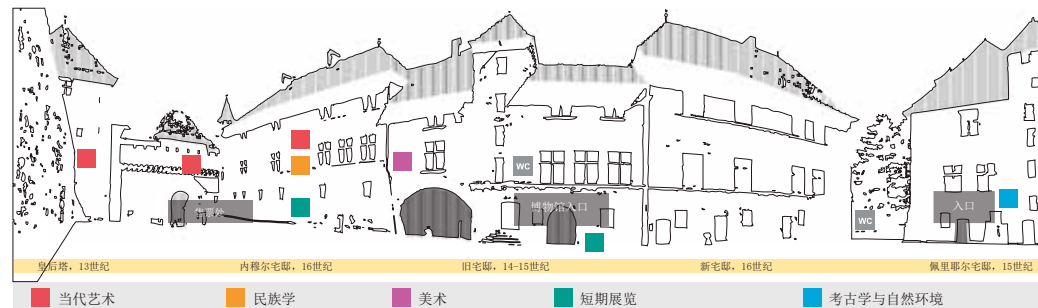 WC
售票处
博物馆入口
入口
WC
皇后塔，13世纪
内穆尔宅邸，16世纪
旧宅邸，14-15世纪
新宅邸，16世纪
佩里耶尔宅邸，15世纪
当代艺术
民族学
美术
短期展览
考古学与自然环境